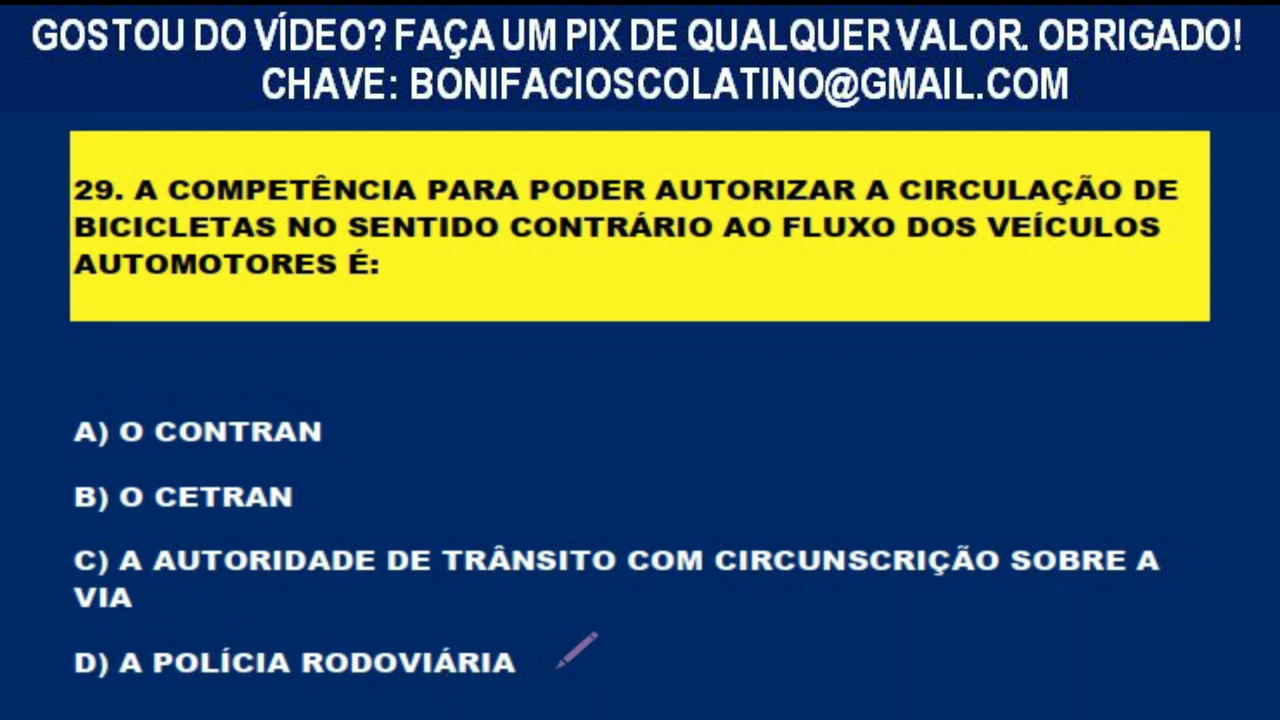 GOSTOU DO VÍDEO? FAÇA UM PIX DE QUALQUER VALOR. OBRIGADO!
CHAVE: BONIFACIOSCOLATINO@GMAIL.COM
29. A COMPETÊNCIA PARA PODER AUTORIZAR A CIRCULAÇÃO DE
BICICLETAS NO SENTIDO CONTRÁRIO AO FLUXO DOS VEÍCULOS
AUTOMOTORES É:
A) O CONTRAN
B) O CETRAN
C) A AUTORIDADE DE TRÂNSITO COM CIRCUNSCRIÇÃO SOBRE A
VIA
D) A POLÍCIA RODOVIÁRIA